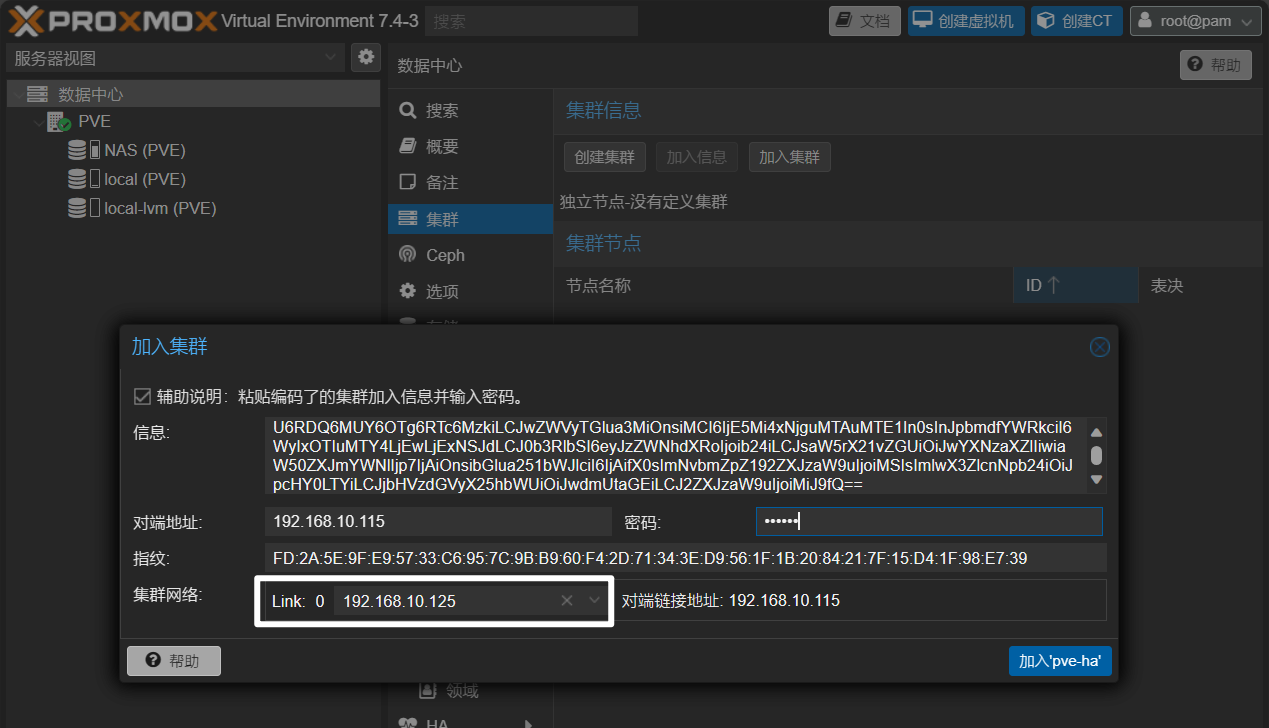 PROXMOX Virtual Environment 7.4-3 搜索 文档 创建虚拟机 创建CT root@pam
服务器视图
数据中心
PVE
NAS (PVE)
local (PVE)
local-lvm (PVE)
数据中心 帮助
搜索
概要
备注
集群
Ceph
选项
集群信息
创建集群 加入信息 加入集群
独立节点-没有定义集群
集群节点
节点名称 ID 表决
加入集群
辅助说明: 粘贴编码了的集群加入信息并输入密码。
信息:
U6RDQ6MUY6OTg6RTc6MzkiLCJwZWVyTGlua3MiOnsiMCI6IjE5Mi4xNjguMTAuMTE1In0sInJpbmdfYWRkciI6
WyIxOTIuMTY4LjEwLjExNSJdLCJ0b3RlbSI6eyJzZWNhdXRoIjoib24iLCJsaW5rX21vZGUiOiJwYXNzaXZlIiwia
W50ZXJmYWNlIjp7IjAiOnsibGlua251bWJlciI6IjAifX0sImNvbmZpZ192ZXJzaW9uIjoiMSIsImlwX3ZlcnNpb24iOiJ
pcHY0LTYiLCJjbHVzdGVyX25hbWUiOiJwdmUtaGEiLCJ2ZXJzaW9uIjoiMiJ9fQ==
对端地址: 192.168.10.115 密码: ••••••
指纹: FD:2A:5E:9F:E9:57:33:C6:95:7C:9B:B9:60:F4:2D:71:34:3E:D9:56:1F:1B:20:84:21:7F:15:D4:1F:98:E7:39
集群网络: Link: 0 192.168.10.125 对端链接地址: 192.168.10.115
帮助 加入'pve-ha'
领域
HA